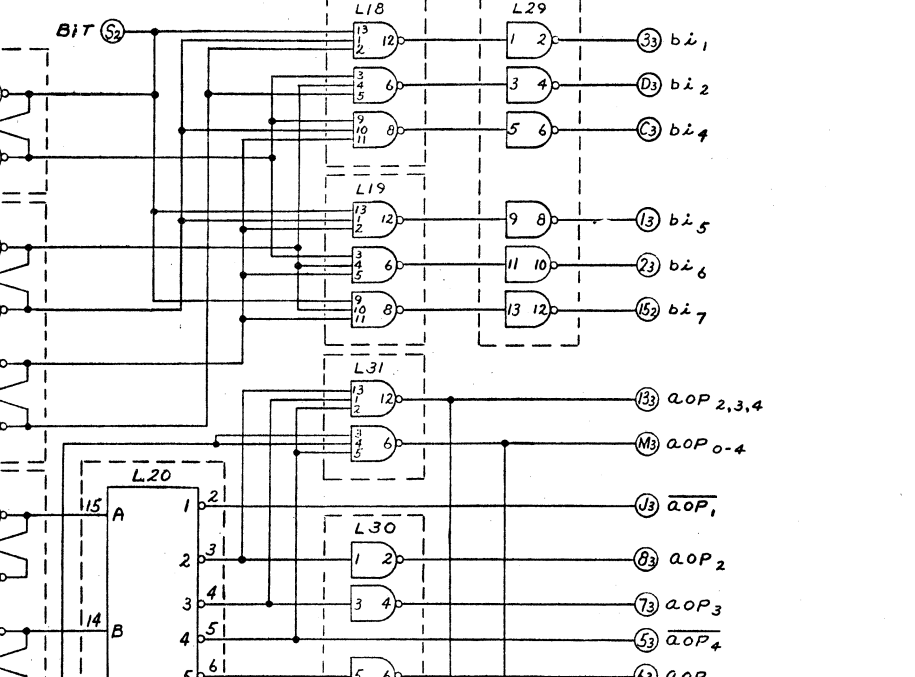 L18 L29
BiT S2 13 1 2 12 1 2 33 bi1
3 4 5 6 3 4 D3 bi2
9 10 11 8 5 6 C3 bi4
L19
13 1 2 12 9 8 13 bi5
3 4 5 6 11 10 23 bi6
9 10 11 8 13 12 152 bi7
L31
13 1 2 12 133 aOP2,3,4
3 4 5 6 M3 aOP0-4
L20
15 A 1 2 J3 aOP1
L30
2 3 1 2 83 aOP2
3 4 3 4 73 aOP3
14 B 4 5 53 aOP4
5 6 5 6 63 aOP